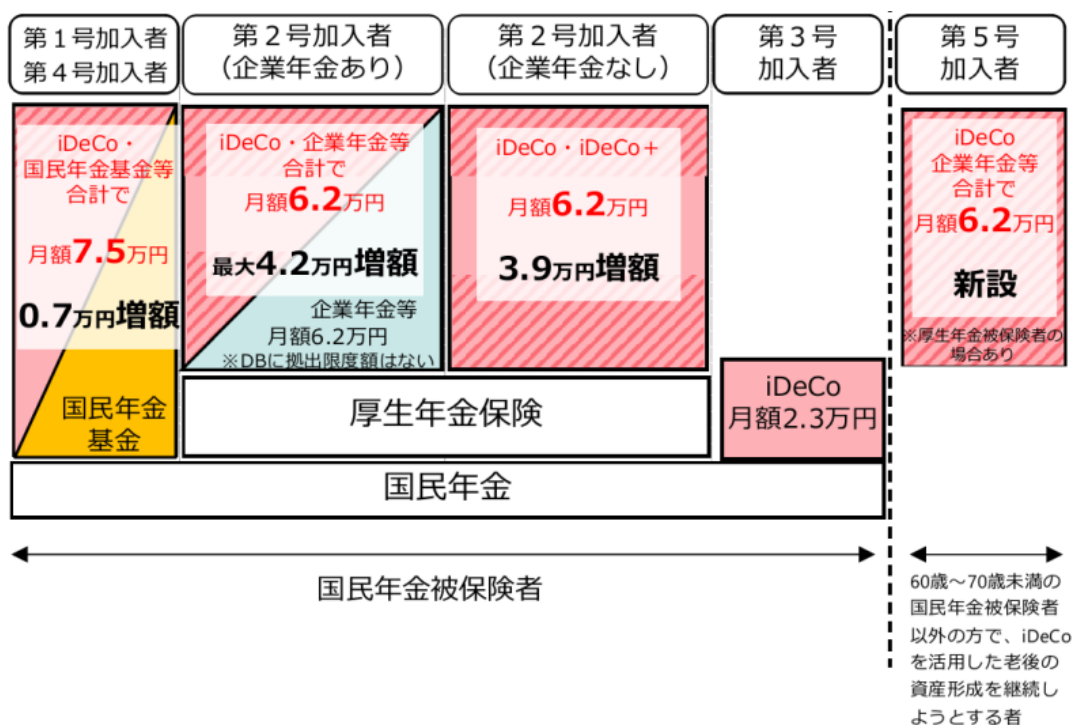 第１号加入者
第４号加入者
第２号加入者
（企業年金あり）
第２号加入者
（企業年金なし）
第３号
加入者
第５号
加入者
iDeCo・
国民年金基金等
合計で
月額7.5万円
0.7万円増額
国民年金
基金
iDeCo・企業年金等
合計で
月額6.2万円
最大4.2万円増額
企業年金等
月額6.2万円
※DBに拠出限度額はない
iDeCo・iDeCo＋
月額6.2万円
3.9万円増額
iDeCo
月額2.3万円
iDeCo
企業年金等
合計で
月額6.2万円
新設
※厚生年金被保険者の
場合あり
厚生年金保険
国民年金
国民年金被保険者
60歳～70歳未満の
国民年金被保険者
以外の方で、iDeCo
を活用した老後の
資産形成を継続し
ようとする者